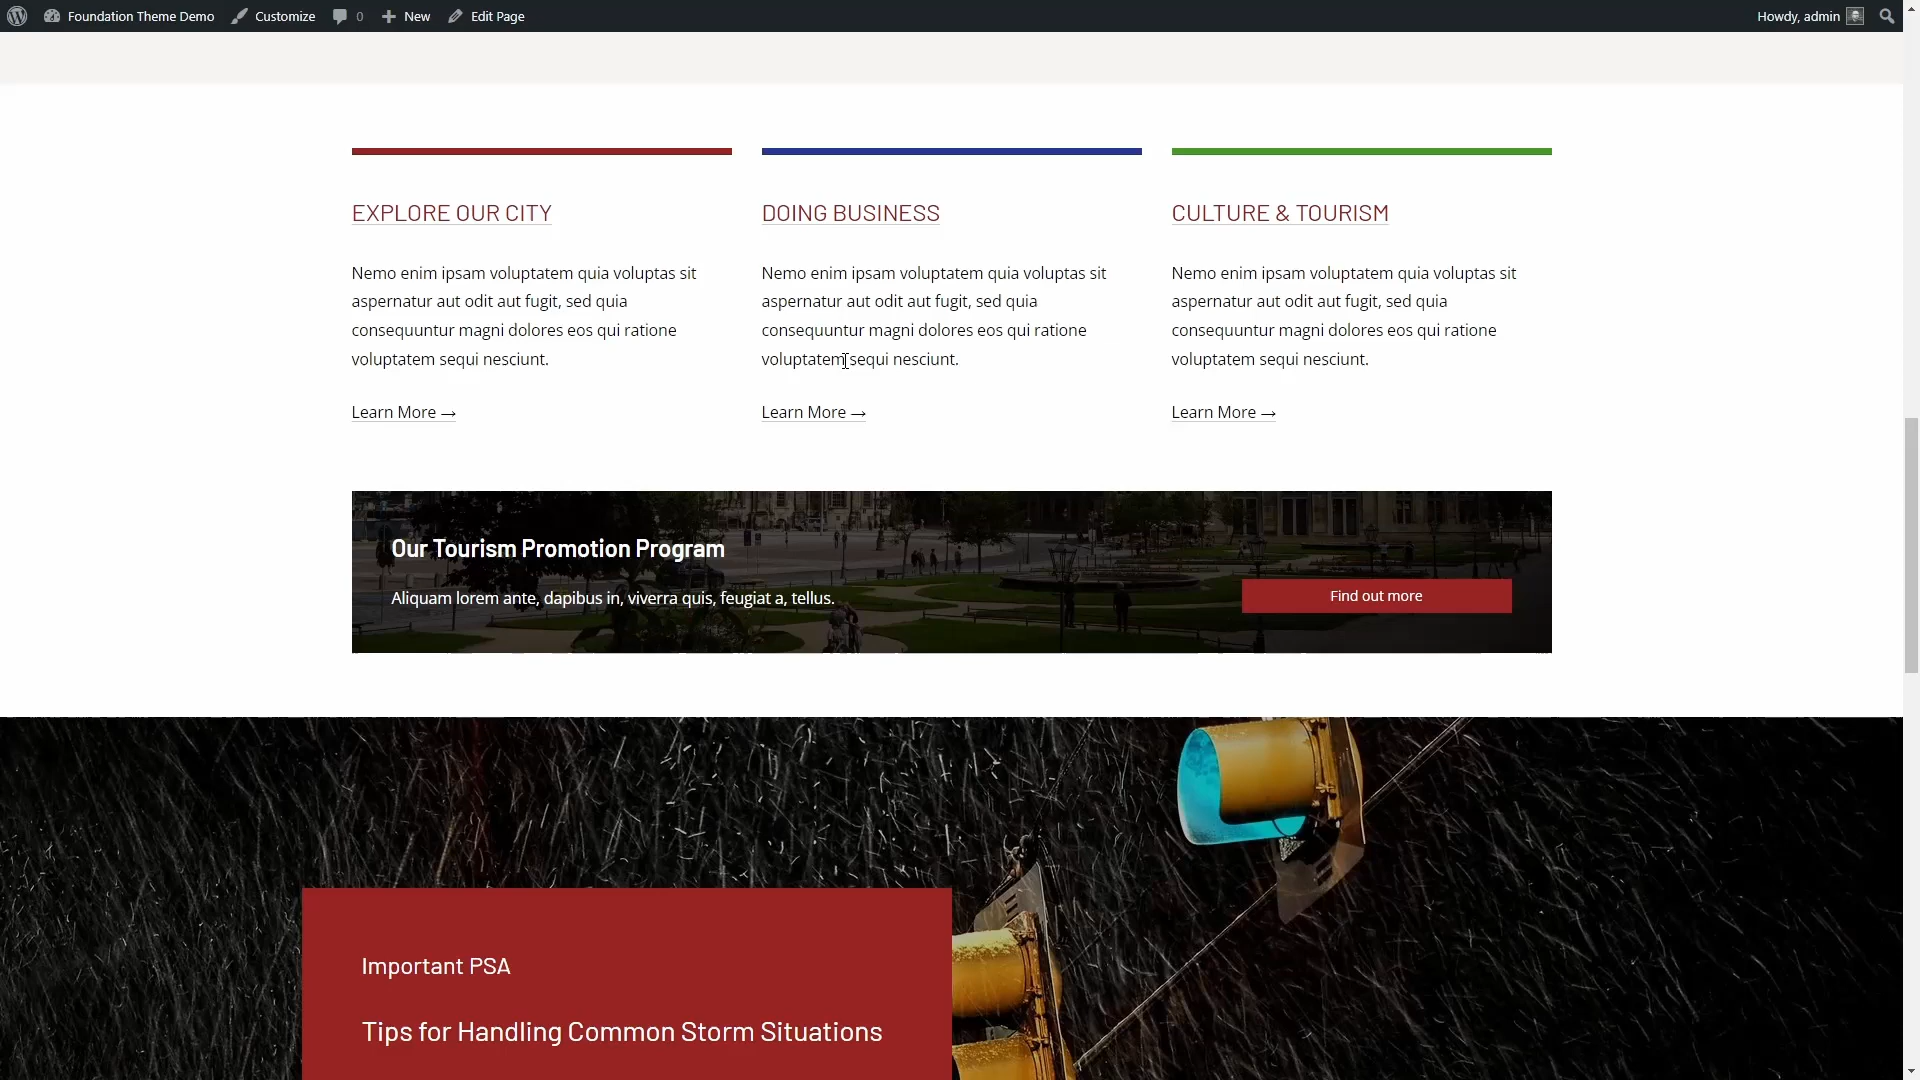 Foundation Theme Demo Customize 0 New Edit Page Howdy, admin
EXPLORE OUR CITY
Nemo enim ipsam voluptatem quia voluptas sit
aspernatur aut odit aut fugit, sed quia
consequuntur magni dolores eos qui ratione
voluptatem sequi nesciunt.
Learn More →
DOING BUSINESS
Nemo enim ipsam voluptatem quia voluptas sit
aspernatur aut odit aut fugit, sed quia
consequuntur magni dolores eos qui ratione
voluptatem sequi nesciunt.
Learn More →
CULTURE & TOURISM
Nemo enim ipsam voluptatem quia voluptas sit
aspernatur aut odit aut fugit, sed quia
consequuntur magni dolores eos qui ratione
voluptatem sequi nesciunt.
Learn More →
Our Tourism Promotion Program
Aliquam lorem ante, dapibus in, viverra quis, feugiat a, tellus.
Find out more
Important PSA
Tips for Handling Common Storm Situations